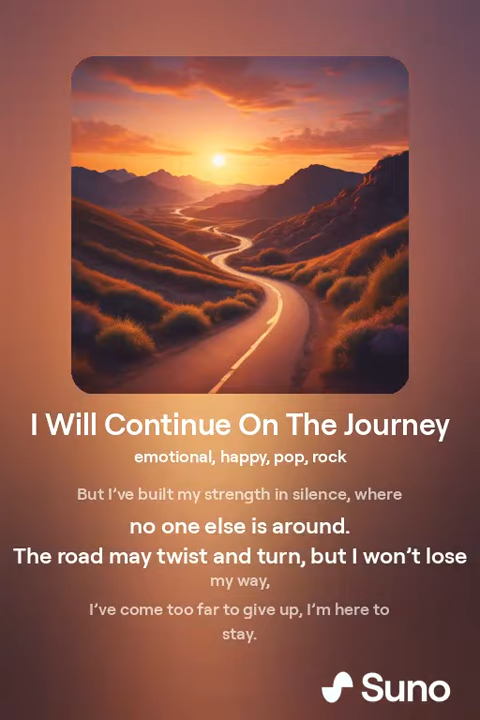 I Will Continue On The Journey
emotional, happy, pop, rock
But I’ve built my strength in silence, where
no one else is around.
The road may twist and turn, but I won’t lose
my way,
I’ve come too far to give up, I’m here to
stay.
Suno